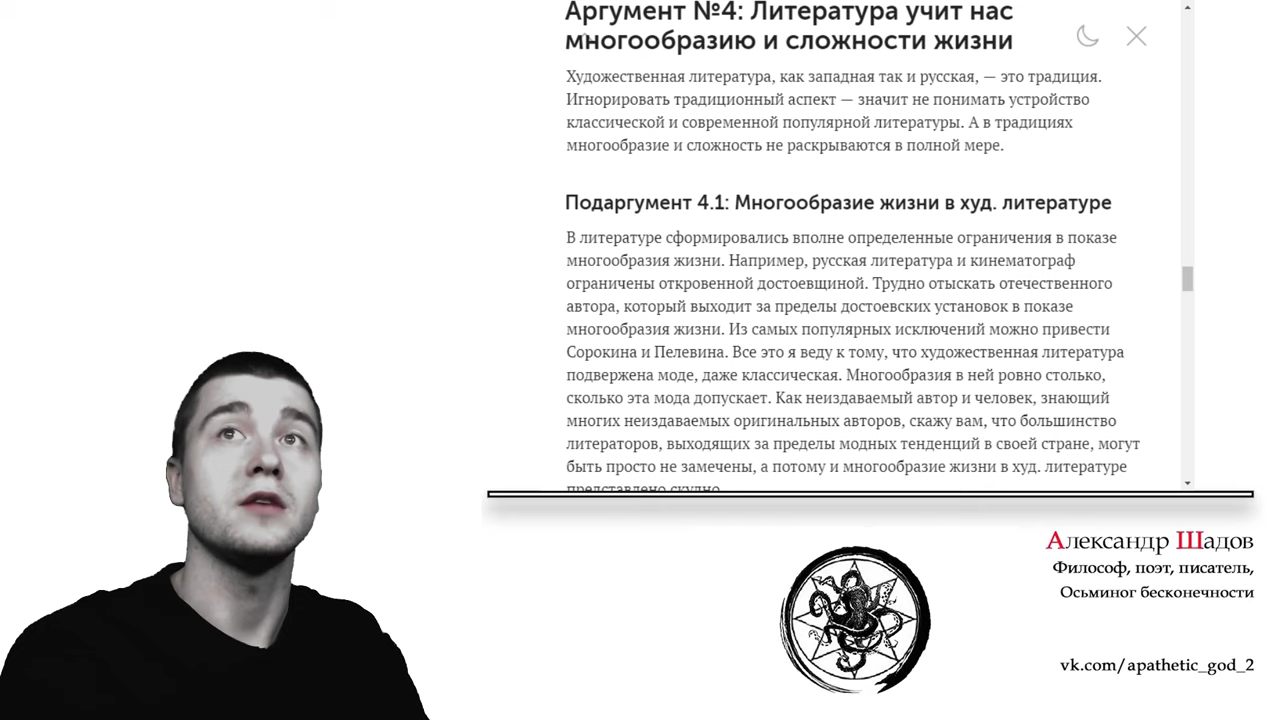 Аргумент №4: Литература учит нас
многообразию и сложности жизни
Художественная литература, как западная так и русская, — это традиция.
Игнорировать традиционный аспект — значит не понимать устройство
классической и современной популярной литературы. А в традициях
многообразие и сложность не раскрываются в полной мере.
Подаргумент 4.1: Многообразие жизни в худ. литературе
В литературе сформировались вполне определенные ограничения в показе
многообразия жизни. Например, русская литература и кинематограф
ограничены откровенной достоевщиной. Трудно отыскать отечественного
автора, который выходит за пределы достоевских установок в показе
многообразия жизни. Из самых популярных исключений можно привести
Сорокина и Пелевина. Все это я веду к тому, что художественная литература
подвержена моде, даже классическая. Многообразия в ней ровно столько,
сколько эта мода допускает. Как неиздаваемый автор и человек, знающий
многих неиздаваемых оригинальных авторов, скажу вам, что большинство
литераторов, выходящих за пределы модных тенденций в своей стране, могут
быть просто не замечены, а потому и многообразие жизни в худ. литературе
представлено скудно.
Александр Шадов
Философ, поэт, писатель,
Осьминог бесконечности
vk.com/apathetic_god_2